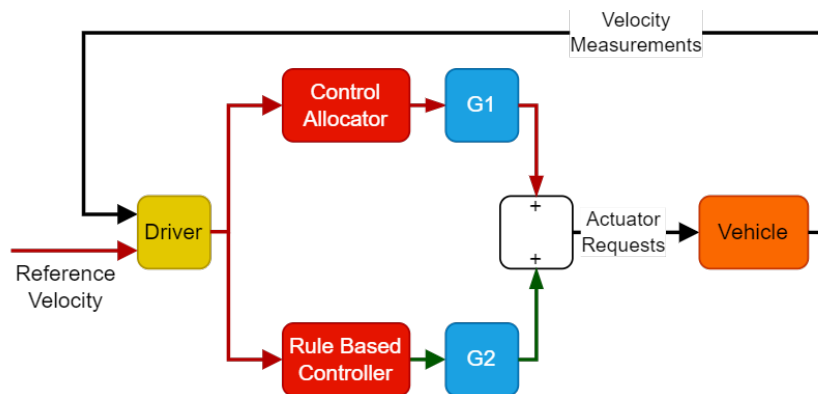 Velocity
Measurements
Control
Allocator
G1
Driver
+
+
Actuator
Requests
Vehicle
Reference
Velocity
Rule Based
Controller
G2